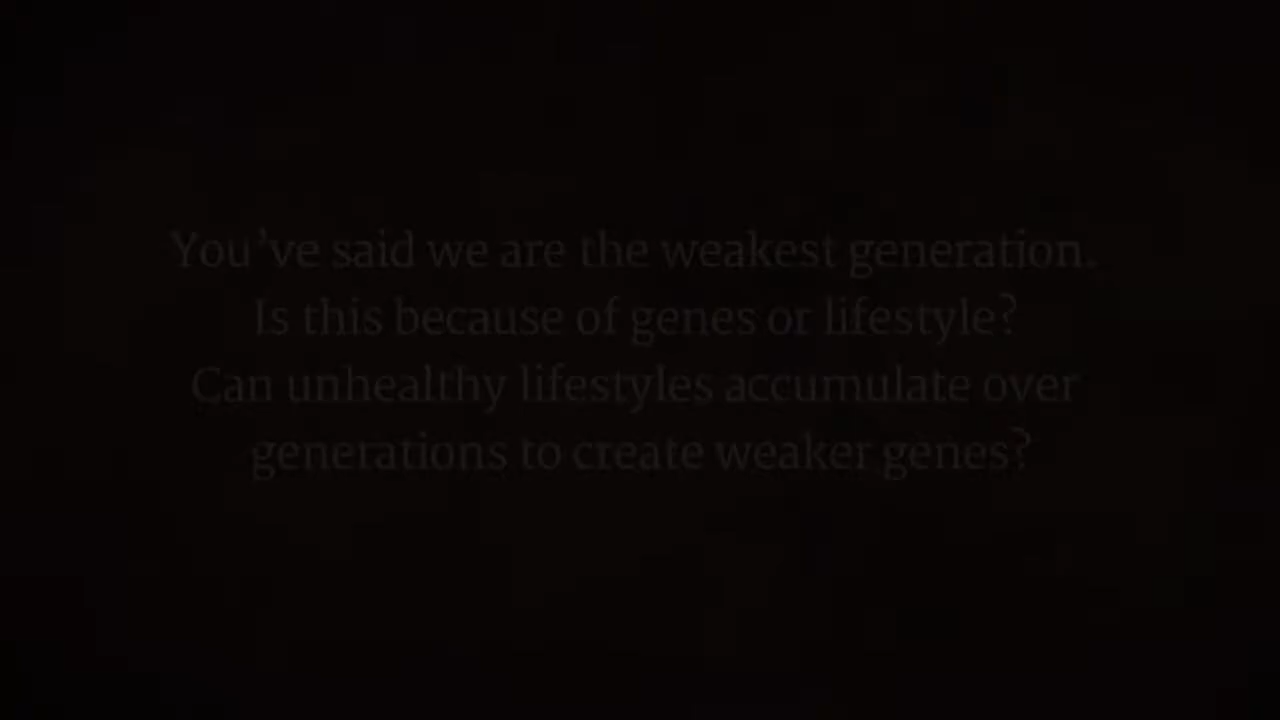 You've said we are the weakest generation.
Is this because of genes or lifestyle?
Can unhealthy lifestyles accumulate over
generations to create weaker genes?